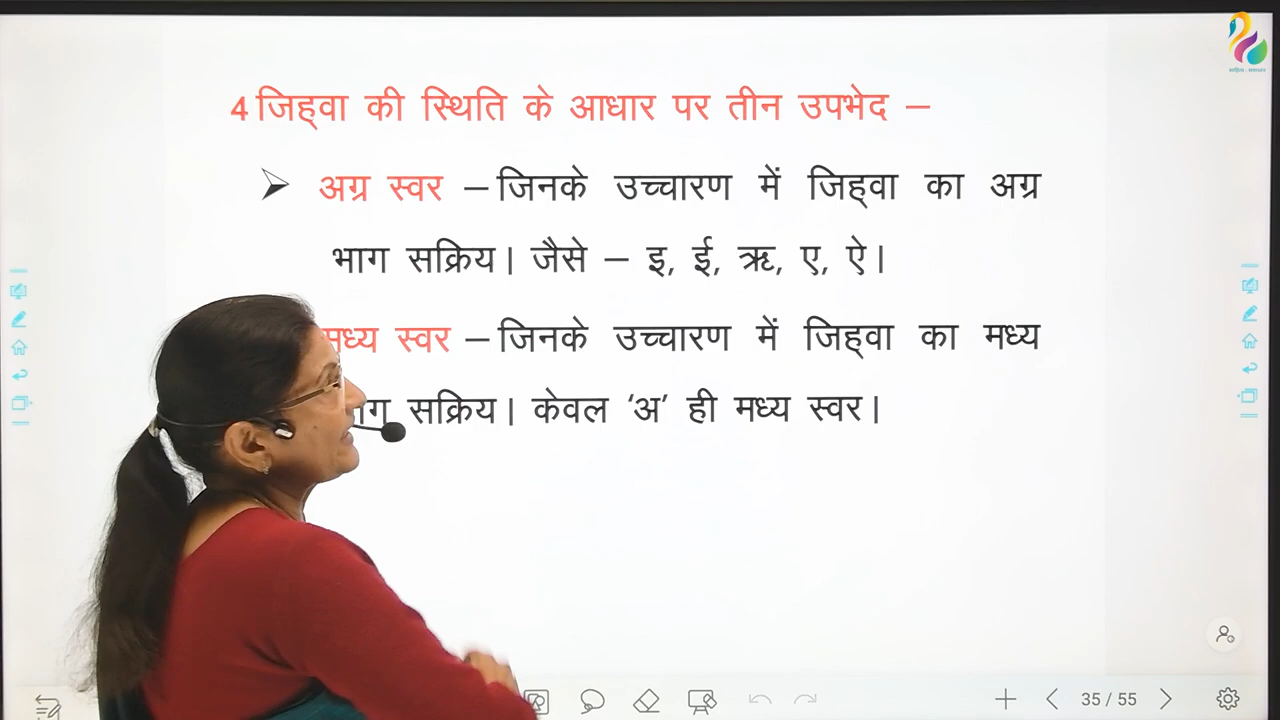 4 जिह्वा की स्थिति के आधार पर तीन उपभेद –
➢ अग्र स्वर – जिनके उच्चारण में जिह्वा का अग्र
भाग सक्रिय। जैसे – इ, ई, ऋ, ए, ऐ।
मध्य स्वर – जिनके उच्चारण में जिह्वा का मध्य
सक्रिय। केवल ‘अ’ ही मध्य स्वर।
35 / 55